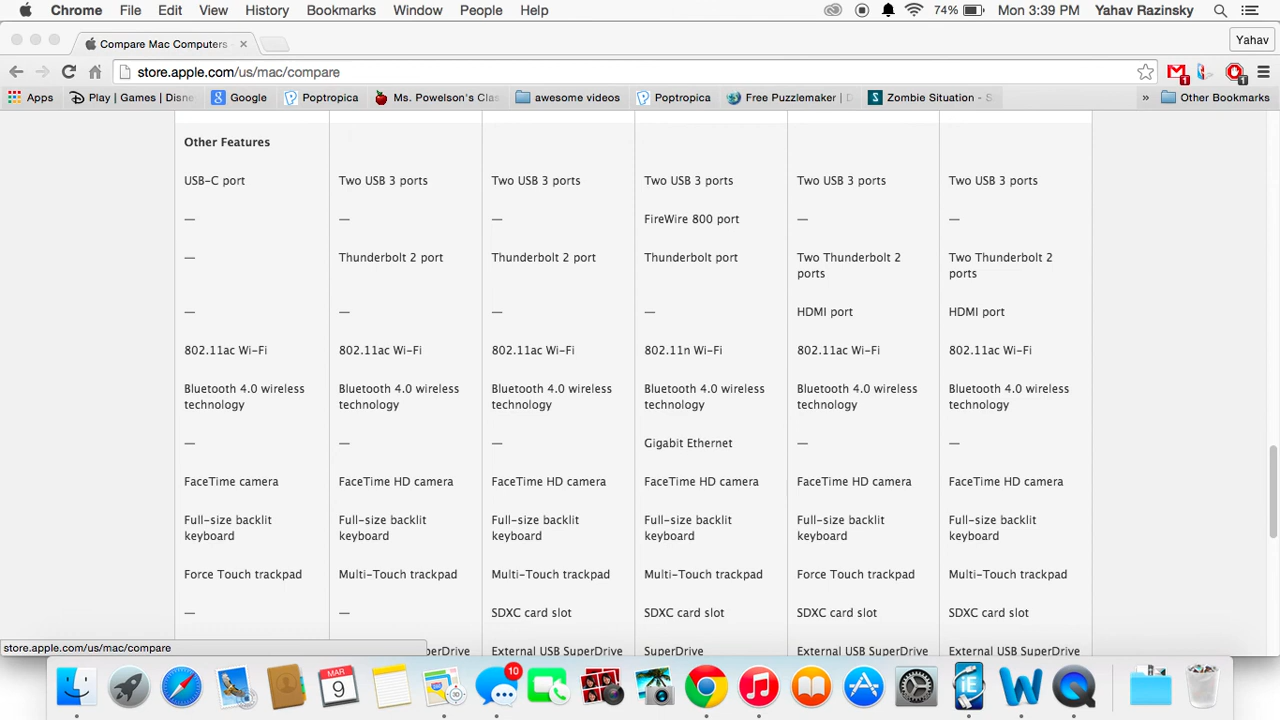 Chrome File Edit View History Bookmarks Window People Help 74% Mon 3:39 PM Yahav Razinsky
Compare Mac Computers Yahav
store.apple.com/us/mac/compare 1 1
Apps Play | Games | Disne Google Poptropica Ms. Powelson's Clas awesome videos Poptropica Free Puzzlemaker | D Zombie Situation - S » Other Bookmarks
Other Features
USB-C port Two USB 3 ports Two USB 3 ports Two USB 3 ports Two USB 3 ports Two USB 3 ports
— — — FireWire 800 port — —
— Thunderbolt 2 port Thunderbolt 2 port Thunderbolt port Two Thunderbolt 2 Two Thunderbolt 2
ports ports
— — — — HDMI port HDMI port
802.11ac Wi-Fi 802.11ac Wi-Fi 802.11ac Wi-Fi 802.11n Wi-Fi 802.11ac Wi-Fi 802.11ac Wi-Fi
Bluetooth 4.0 wireless Bluetooth 4.0 wireless Bluetooth 4.0 wireless Bluetooth 4.0 wireless Bluetooth 4.0 wireless Bluetooth 4.0 wireless
technology technology technology technology technology technology
— — — Gigabit Ethernet — —
FaceTime camera FaceTime HD camera FaceTime HD camera FaceTime HD camera FaceTime HD camera FaceTime HD camera
Full-size backlit Full-size backlit Full-size backlit Full-size backlit Full-size backlit Full-size backlit
keyboard keyboard keyboard keyboard keyboard keyboard
Force Touch trackpad Multi-Touch trackpad Multi-Touch trackpad Multi-Touch trackpad Force Touch trackpad Multi-Touch trackpad
— — SDXC card slot SDXC card slot SDXC card slot SDXC card slot
store.apple.com/us/mac/compare perDrive External USB SuperDrive SuperDrive External USB SuperDrive External USB SuperDrive
MAR 9 3D 10 iE W